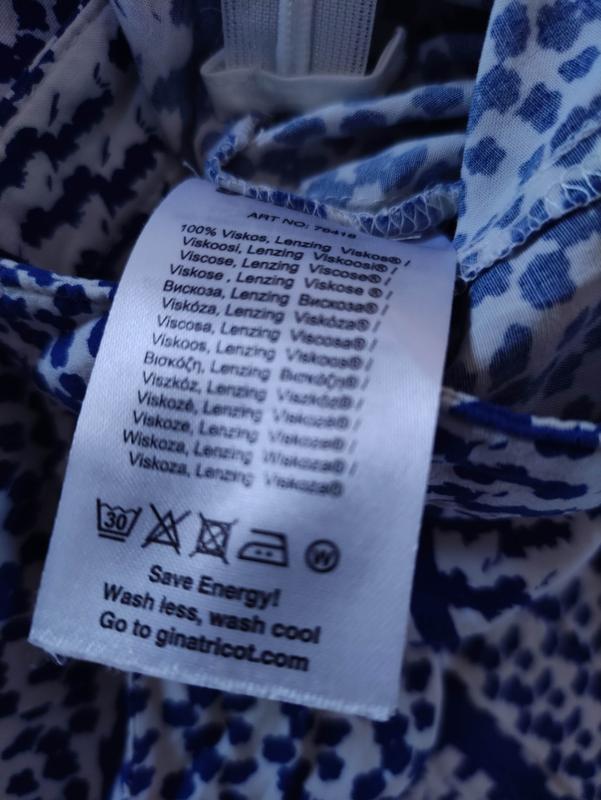 ART NO: 76418
100% Viskos, Lenzing Viskos® /
Viskoosi, Lenzing Viskoosi® /
Viscose, Lenzing Viscose® /
Viskose , Lenzing Viskose ® /
Вискоза, Lenzing Вискоза® /
Viskóza, Lenzing Viskóza® /
Viscosa, Lenzing Viscosa® /
Viskoos, Lenzing Viskoos® /
Βισκόζη, Lenzing Βισκόζη® /
Viszkóz, Lenzing Viszkóz® /
Viskozė, Lenzing Viskozė® /
Viskoze, Lenzing Viskoze® /
Wiskoza, Lenzing Wiskoza® /
Viskoza, Lenzing Viskoza®
30 W
Save Energy!
Wash less, wash cool
Go to ginatricot.com